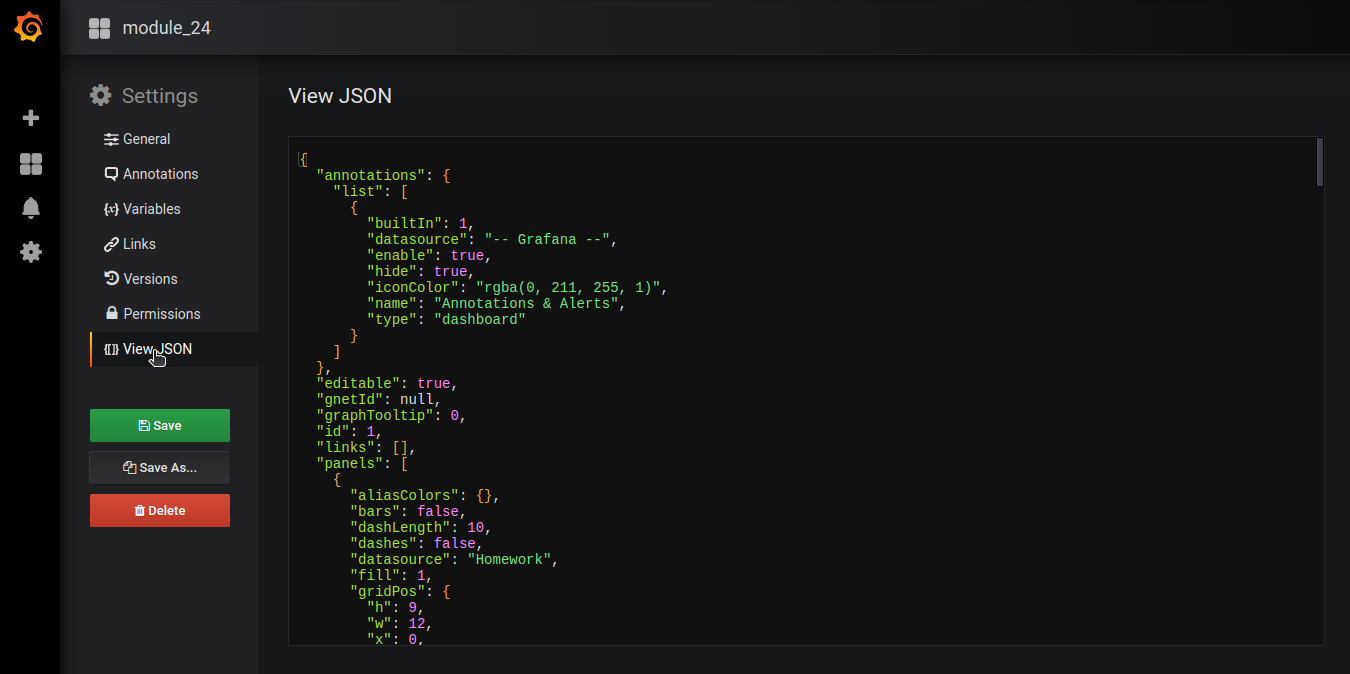 module_24
Settings
General
Annotations
Variables
Links
Versions
Permissions
View JSON
Save
Save As...
Delete
View JSON
{
"annotations": {
"list": [
{
"builtIn": 1,
"datasource": "-- Grafana --",
"enable": true,
"hide": true,
"iconColor": "rgba(0, 211, 255, 1)",
"name": "Annotations & Alerts",
"type": "dashboard"
}
]
},
"editable": true,
"gnetId": null,
"graphTooltip": 0,
"id": 1,
"links": [],
"panels": [
{
"aliasColors": {},
"bars": false,
"dashLength": 10,
"dashes": false,
"datasource": "Homework",
"fill": 1,
"gridPos": {
"h": 9,
"w": 12,
"x": 0,